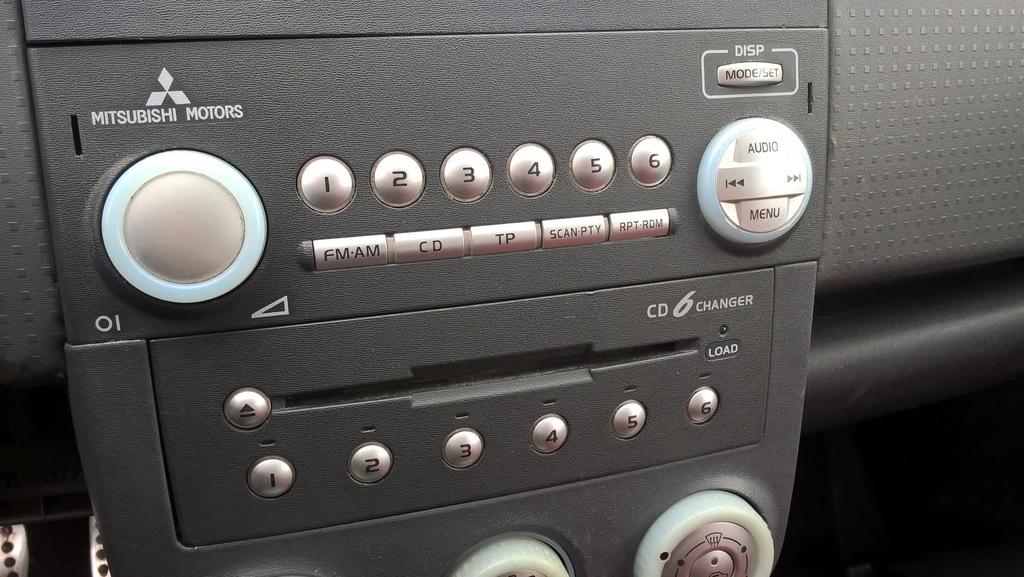 DISP
MODE/SET
MITSUBISHI MOTORS
AUDIO
MENU
1 2 3 4 5 6
FM·AM CD TP SCAN·PTY RPT·RDM
CD 6 CHANGER
LOAD
1 2 3 4 5 6